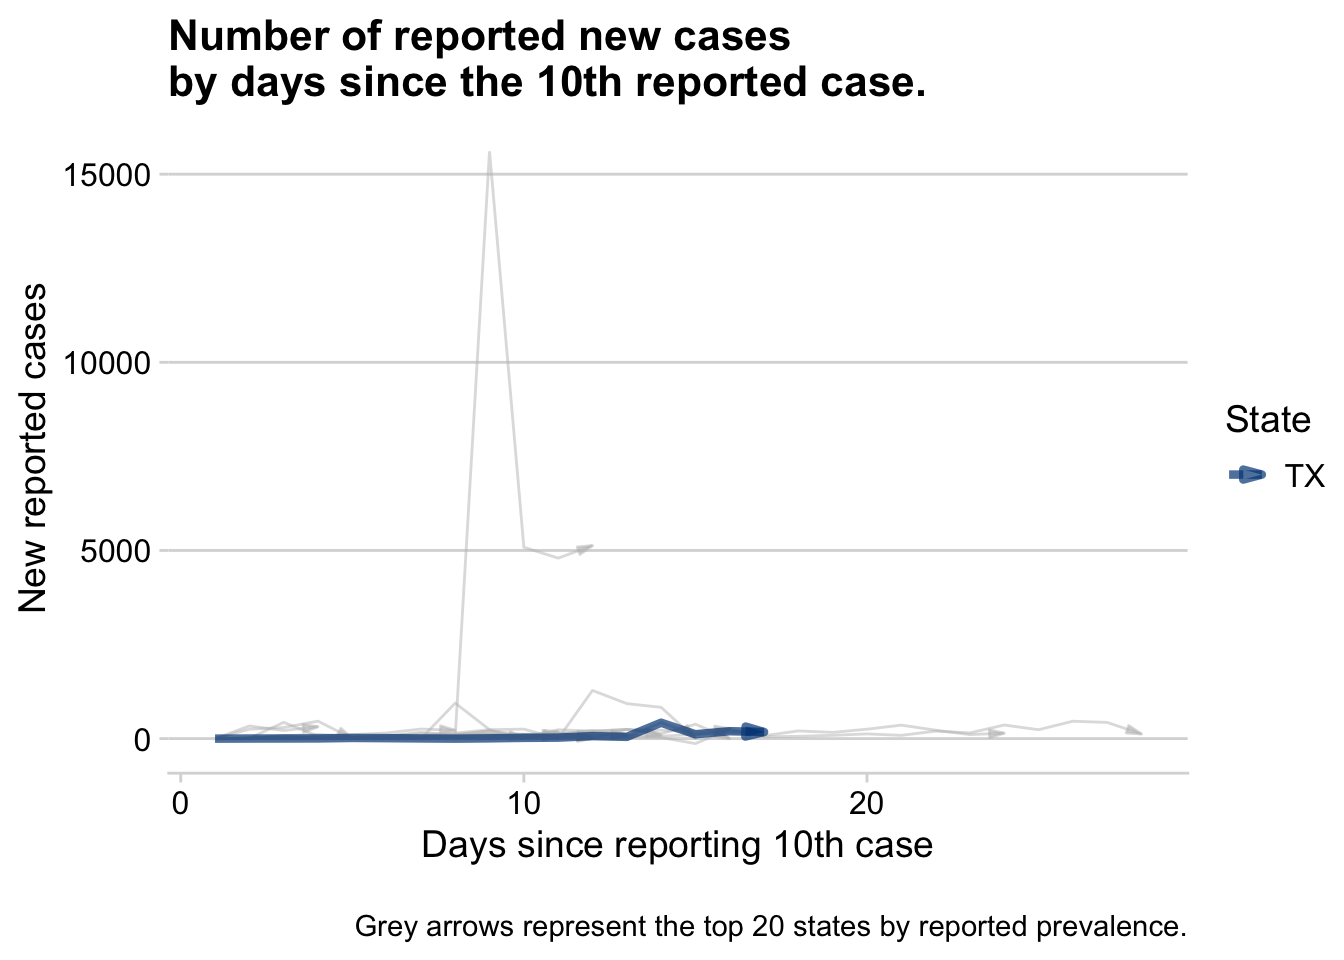 Number of reported new cases
by days since the 10th reported case.
15000
10000
5000
0
New reported cases
0
10
20
Days since reporting 10th case
State
TX
Grey arrows represent the top 20 states by reported prevalence.